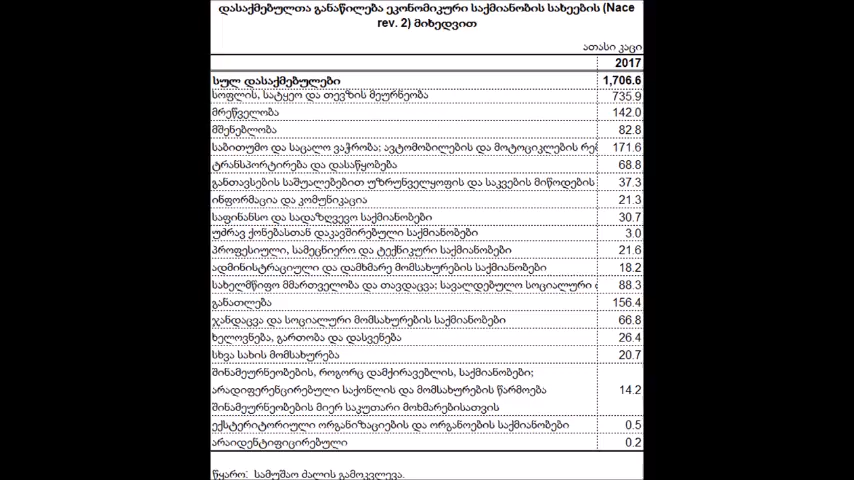 დასაქმებულთა განაწილება ეკონომიკური საქმიანობის სახეების (Nace
rev. 2) მიხედვით
ათასი კაცი
2017
სულ დასაქმებულები 1,706.6
სოფლის, სატყეო და თევზის მეურნეობა 735.9
მრეწველობა 142.0
მშენებლობა 82.8
საბითუმო და საცალო ვაჭრობა; ავტომობილების და მოტოციკლების 171.6
ტრანსპორტირება და დასაწყობება 68.8
განთავსების საშუალებებით უზრუნველყოფის და საკვების მიწოდების 37.3
ინფორმაცია და კომუნიკაცია 21.3
საფინანსო და სადაზღვევო საქმიანობები 30.7
უძრავ ქონებასთან დაკავშირებული საქმიანობები 3.0
პროფესიული, სამეცნიერო და ტექნიკური საქმიანობები 21.6
ადმინისტრაციული და დამხმარე მომსახურების საქმიანობები 18.2
სახელმწიფო მმართველობა და თავდაცვა; სავალდებულო სოციალური 88.3
განათლება 156.4
ჯანდაცვა და სოციალური მომსახურების საქმიანობები 66.8
ხელოვნება, გართობა და დასვენება 26.4
სხვა სახის მომსახურება 20.7
შინამეურნეობების, როგორც დამქირავებლის, საქმიანობები;
არადიფერენცირებული საქონლის და მომსახურების წარმოება 14.2
შინამეურნეობების მიერ საკუთარი მოხმარებისათვის
ექსტერიტორიული ორგანიზაციების და ორგანოების საქმიანობები 0.5
არაიდენტიფიცირებული 0.2
წყარო: სამუშაო ძალის გამოკვლევა.